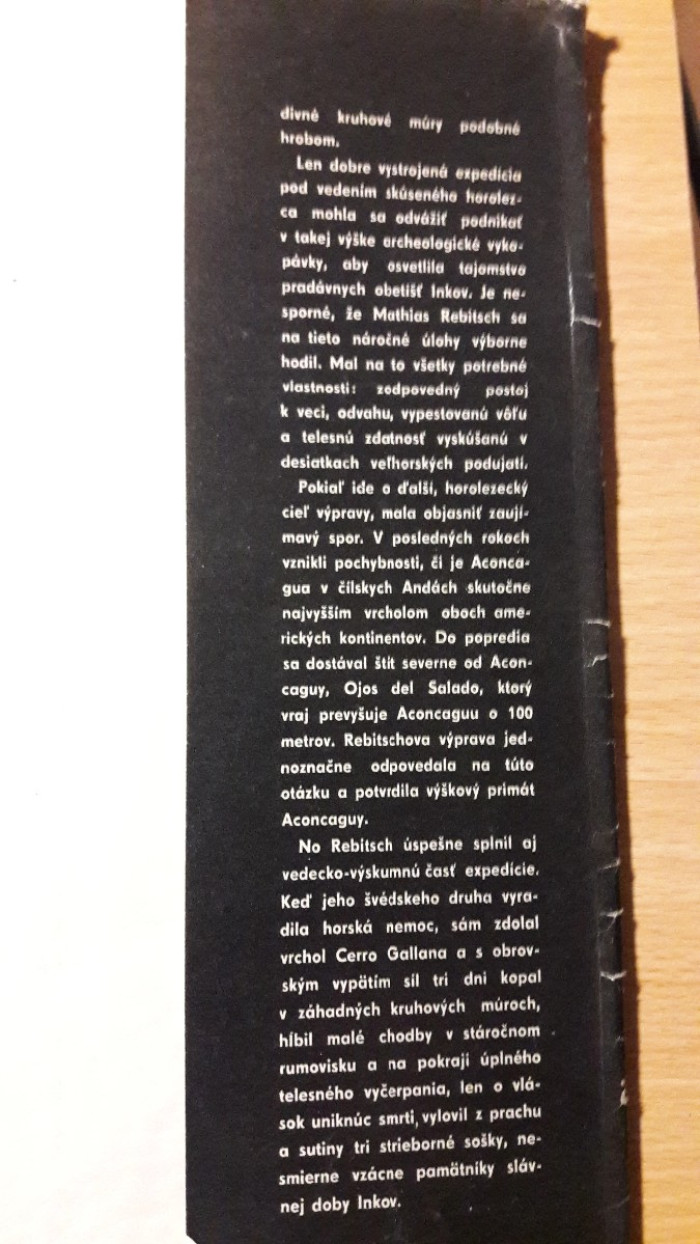 divné kruhové múry podobné
hrobom.
Len dobre vystrojená expedícia
pod vedením skúseného horolez-
ca mohla sa odvážiť podnikať
v takej výške archeologické vyko-
pávky, aby osvetlila tajomstvo
pradávnych obetíšť Inkov. Je ne-
sporné, že Mathias Rebitsch sa
na tieto náročné úlohy výborne
hodil. Mal na to všetky potrebné
vlastnosti: zodpovedný postoj
k veci, odvahu, vypestovanú vôľu
a telesnú zdatnosť vyskúšanú v
desiatkach veľhorských podujatí.
Pokiaľ ide o ďalší, horolezecký
cieľ výpravy, mala objasniť zaují-
mavý spor. V posledných rokoch
vznikli pochybnosti, či je Aconca-
gua v čílskych Andách skutočne
najvyšším vrcholom oboch ame-
rických kontinentov. Do popredia
sa dostával štít severne od Acon-
caguy, Ojos del Salado, ktorý
vraj prevyšuje Aconcaguu o 100
metrov. Rebitschova výprava jed-
noznačne odpovedala na túto
otázku a potvrdila výškový primát
Aconcaguy.
No Rebitsch úspešne splnil aj
vedecko-výskumnú časť expedície.
Keď jeho švédskeho druha vyra-
dila horská nemoc, sám zdolal
vrchol Cerro Gallana a s obrov-
ským vypätím síl tri dni kopal
v záhadných kruhových múroch,
hĺbil malé chodby v stáročnom
rumovisku a na pokraji úplného
telesného vyčerpania, len o vlá-
sok uniknúc smrti, vylovil z prachu
a sutiny tri strieborné sošky, ne-
smierne vzácne pamätníky sláv-
nej doby Inkov.